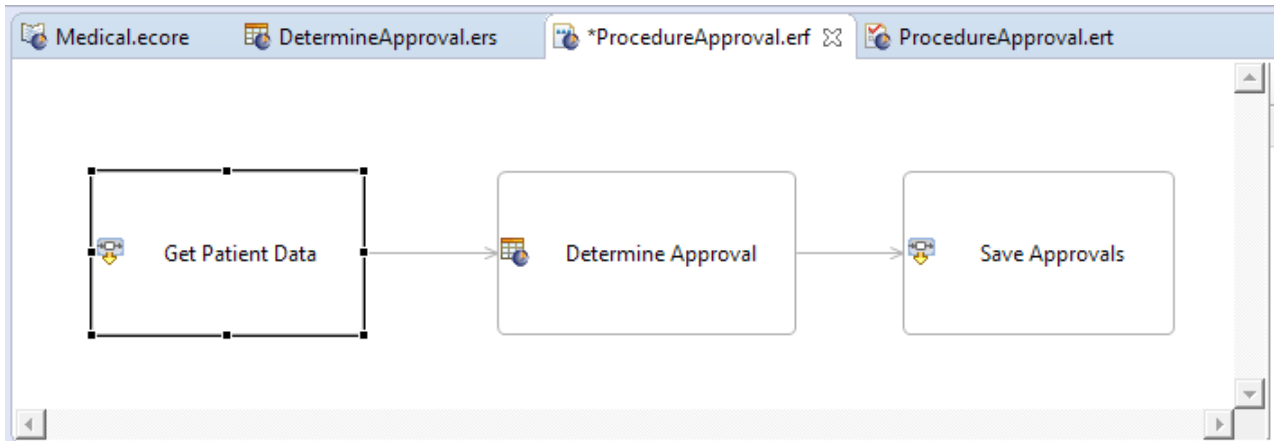 Medical.ecore DetermineApproval.ers *ProcedureApproval.erf ProcedureApproval.ert
Get Patient Data Determine Approval Save Approvals